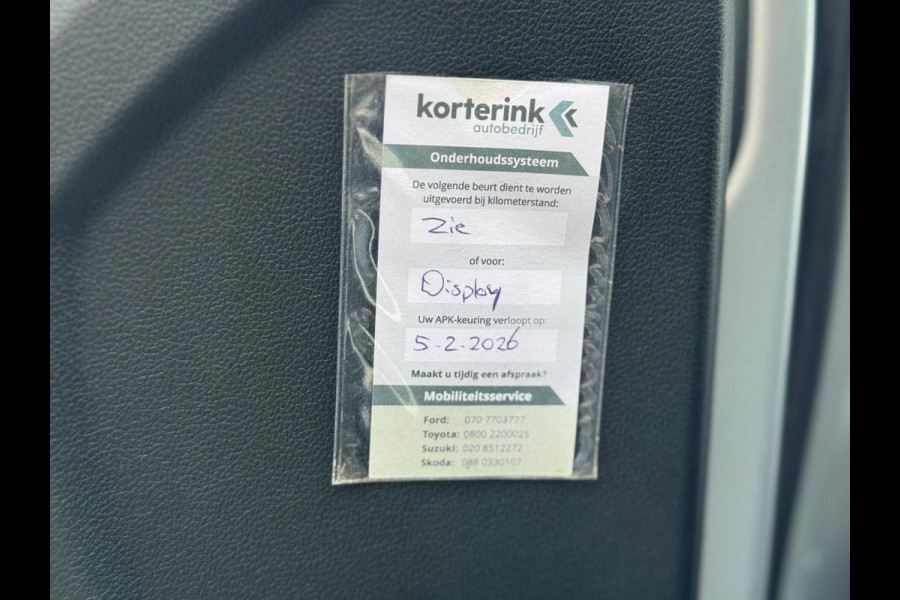 korterink
autobedrijf
Onderhoudssysteem
De volgende beurt dient te worden
uitgevoerd bij kilometerstand:
Zie
of voor:
Display
Uw APK-keuring verloopt op:
5-2-2026
Maakt u tijdig een afspraak?
Mobiliteitsservice
Ford: 070 7703777
Toyota: 0800 2200025
Suzuki: 020 8512272
Skoda: 088 0330107